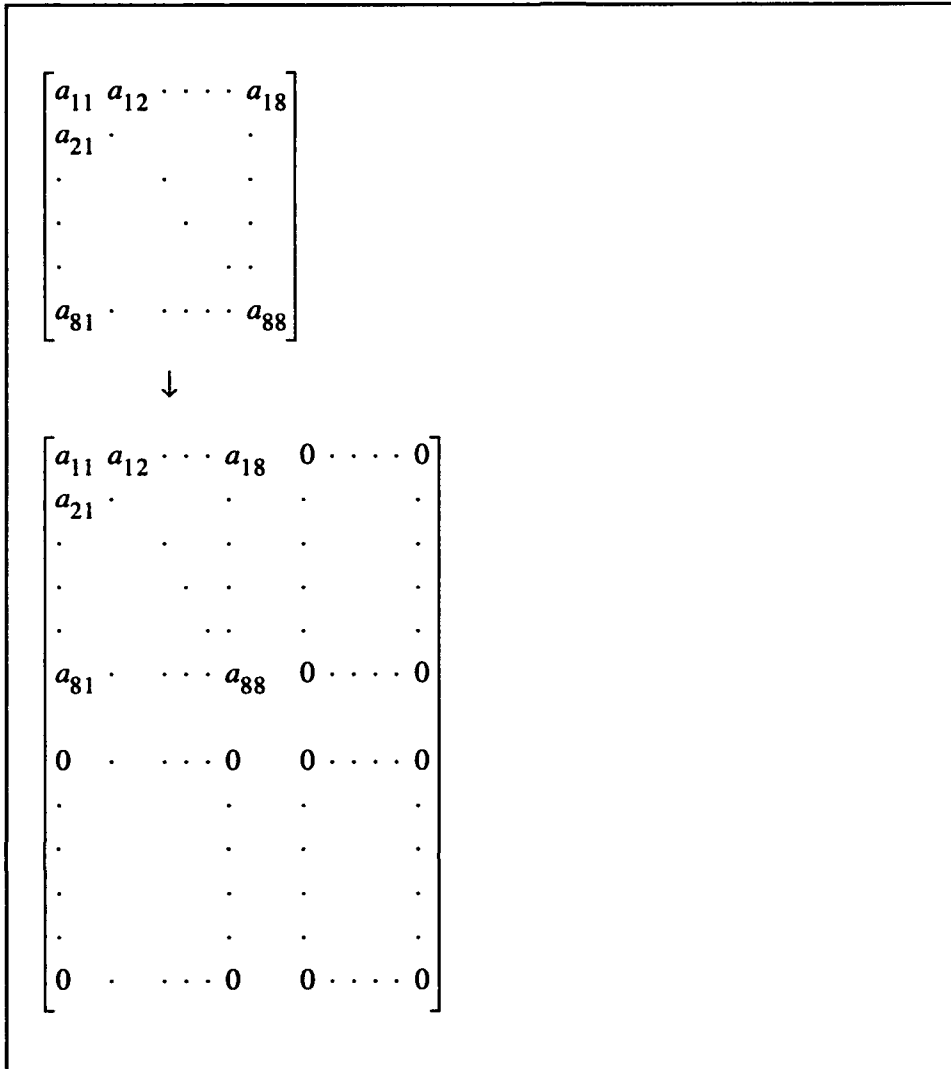 a₁₁ a₁₂ · · · · a₁₈
a₂₁ · ·
· · ·
· · ·
· · ·
a₈₁ · · · · · a₈₈
↓
a₁₁ a₁₂ · · · a₁₈ 0 · · · · 0
a₂₁ · · · ·
· · · · ·
· · · · ·
· · · · ·
a₈₁ · · · · a₈₈ 0 · · · · 0
0 · · · · 0 0 · · · · 0
· · · ·
· · · ·
· · · ·
· · · ·
0 · · · · 0 0 · · · · 0